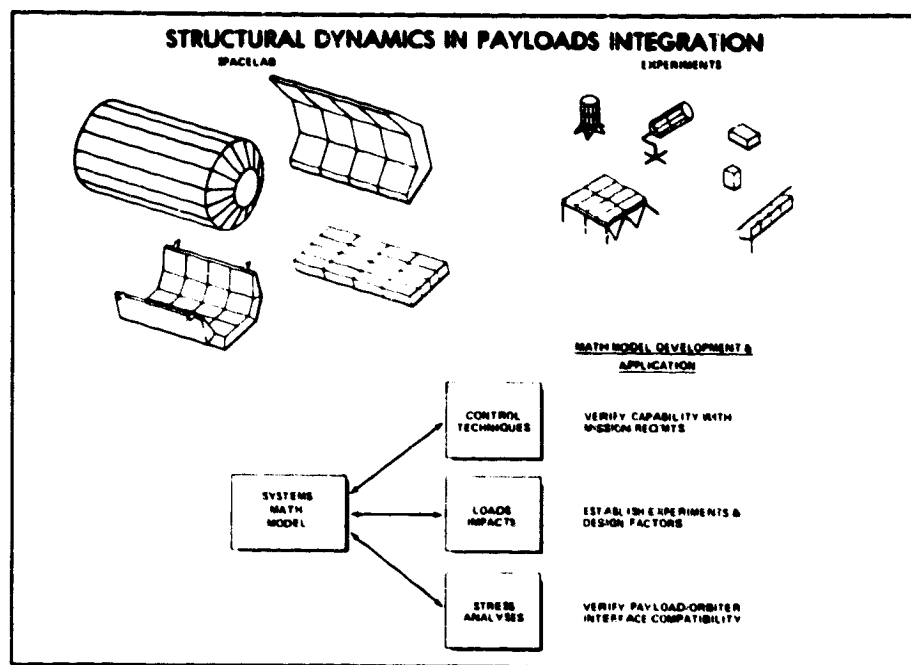 STRUCTURAL DYNAMICS IN PAYLOADS INTEGRATION
SPACELAB
EXPERIMENTS
MATH MODEL DEVELOPMENT &
APPLICATION
CONTROL
TECHNIQUES
VERIFY CAPABILITY WITH
MISSION REQMTS
SYSTEMS
MATH
MODEL
LOADS
IMPACTS
ESTABLISH EXPERIMENTS &
DESIGN FACTORS
STRESS
ANALYSES
VERIFY PAYLOAD/ORBITER
INTERFACE COMPATIBILITY